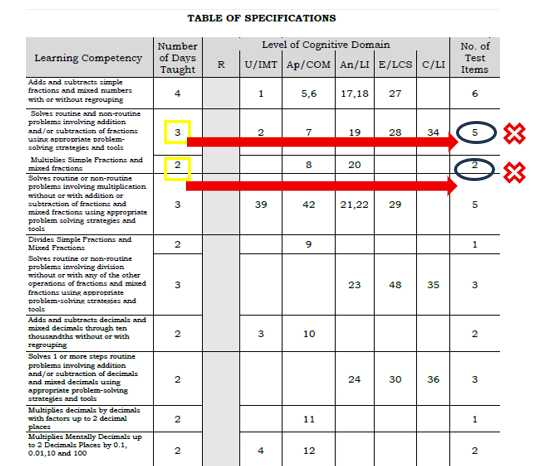 TABLE OF SPECIFICATIONS
Learning Competency
Number of Days Taught
Level of Cognitive Domain
No. of Test Items
R U/IMT Ap/COM An/LI E/LCS C/LI
Adds and subtracts simple
fractions and mixed numbers
with or without regrouping
4 1 5,6 17,18 27 6
Solves routine and non-routine
problems involving addition
and/or subtraction of fractions
using appropriate problem-
solving strategies and tools
3 2 7 19 28 34 5
Multiplies Simple Fractions and
mixed fractions
2 8 20 2
Solves routine or non-routine
problems involving multiplication
without or with addition or
subtraction of fractions and
mixed fractions using appropriate
problem solving strategies and
tools
3 39 42 21,22 29 5
Divides Simple Fractions and
Mixed Fractions
2 9 1
Solves routine or non-routine
problems involving division
without or with any of the other
operations of fractions and mixed
fractions using appropriate
problem-solving strategies and
tools
3 23 48 35 3
Adds and subtracts decimals and
mixed decimals through ten
thousandths without or with
regrouping
2 3 10 2
Solves 1 or more steps routine
problems involving addition
and/or subtraction of decimals
and mixed decimals using
appropriate problem-solving
strategies and tools
2 24 30 36 3
Multiplies decimals by decimals
with factors up to 2 decimal
places
2 11 1
Multiplies Mentally Decimals up
to 2 Decimals Places by 0.1,
0.01,10 and 100
2 4 12 2